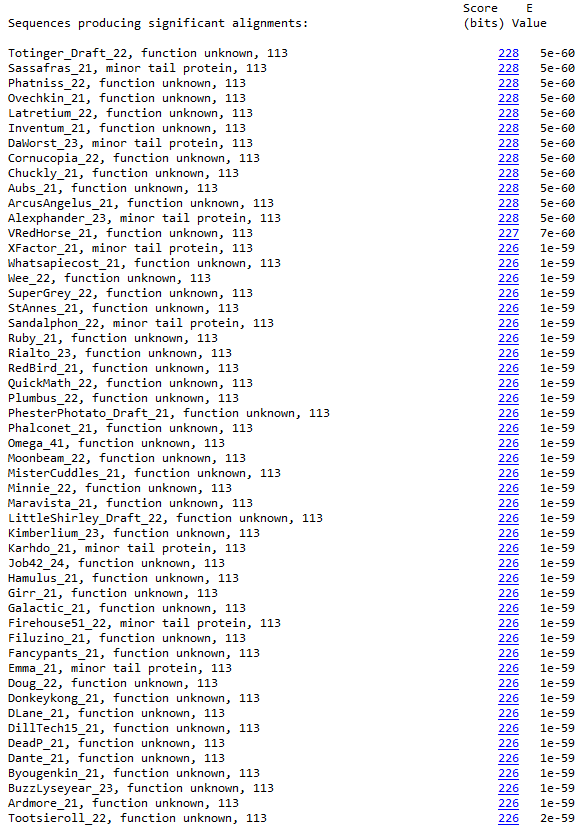 Score E
Sequences producing significant alignments: (bits) Value
Totinger_Draft_22, function unknown, 113 228 5e-60
Sassafras_21, minor tail protein, 113 228 5e-60
Phatniss_22, function unknown, 113 228 5e-60
Ovechkin_21, function unknown, 113 228 5e-60
Latretium_22, function unknown, 113 228 5e-60
Inventum_21, function unknown, 113 228 5e-60
DaWorst_23, minor tail protein, 113 228 5e-60
Cornucopia_22, function unknown, 113 228 5e-60
Chuckly_21, function unknown, 113 228 5e-60
Aubs_21, function unknown, 113 228 5e-60
ArcusAngelus_21, function unknown, 113 228 5e-60
Alexphander_23, minor tail protein, 113 228 5e-60
VRedHorse_21, function unknown, 113 227 7e-60
XFactor_21, minor tail protein, 113 226 1e-59
Whatsapiecost_21, function unknown, 113 226 1e-59
Wee_22, function unknown, 113 226 1e-59
SuperGrey_22, function unknown, 113 226 1e-59
StAnnes_21, function unknown, 113 226 1e-59
Sandalphon_22, minor tail protein, 113 226 1e-59
Ruby_21, function unknown, 113 226 1e-59
Rialto_23, function unknown, 113 226 1e-59
RedBird_21, function unknown, 113 226 1e-59
QuickMath_22, function unknown, 113 226 1e-59
Plumbus_22, function unknown, 113 226 1e-59
PhesterPhotato_Draft_21, function unknown, 113 226 1e-59
Phalconet_21, function unknown, 113 226 1e-59
Omega_41, function unknown, 113 226 1e-59
Moonbeam_22, function unknown, 113 226 1e-59
MisterCuddles_21, function unknown, 113 226 1e-59
Minnie_22, function unknown, 113 226 1e-59
Maravista_21, function unknown, 113 226 1e-59
LittleShirley_Draft_22, function unknown, 113 226 1e-59
Kimberlium_23, function unknown, 113 226 1e-59
Karhdo_21, minor tail protein, 113 226 1e-59
Job42_24, function unknown, 113 226 1e-59
Hamulus_21, function unknown, 113 226 1e-59
Girr_21, function unknown, 113 226 1e-59
Galactic_21, function unknown, 113 226 1e-59
Firehouse51_22, minor tail protein, 113 226 1e-59
Filuzino_21, function unknown, 113 226 1e-59
Fancypants_21, function unknown, 113 226 1e-59
Emma_21, minor tail protein, 113 226 1e-59
Doug_22, function unknown, 113 226 1e-59
Donkeykong_21, function unknown, 113 226 1e-59
DLane_21, function unknown, 113 226 1e-59
DillTech15_21, function unknown, 113 226 1e-59
DeadP_21, function unknown, 113 226 1e-59
Dante_21, function unknown, 113 226 1e-59
Byougenkin_21, function unknown, 113 226 1e-59
BuzzLyseyear_23, function unknown, 113 226 1e-59
Ardmore_21, function unknown, 113 226 1e-59
Tootsieroll_22, function unknown, 113 226 2e-59